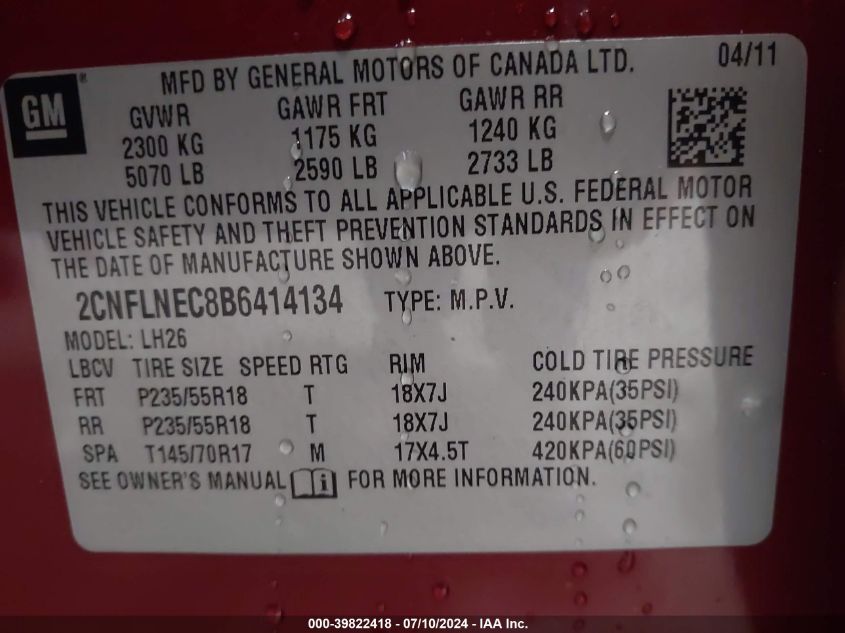 MFD BY GENERAL MOTORS OF CANADA LTD. 04/11
GM®
GVWR GAWR FRT GAWR RR
2300 KG 1175 KG 1240 KG
5070 LB 2590 LB 2733 LB
THIS VEHICLE CONFORMS TO ALL APPLICABLE U.S. FEDERAL MOTOR
VEHICLE SAFETY AND THEFT PREVENTION STANDARDS IN EFFECT ON
THE DATE OF MANUFACTURE SHOWN ABOVE.
2CNFLNEC8B6414134 TYPE: M.P.V.
MODEL: LH26
LBCV TIRE SIZE SPEED RTG RIM COLD TIRE PRESSURE
FRT P235/55R18 T 18X7J 240KPA(35PSI)
RR P235/55R18 T 18X7J 240KPA(35PSI)
SPA T145/70R17 M 17X4.5T 420KPA(60PSI)
SEE OWNER'S MANUAL i FOR MORE INFORMATION.
000-39822418 - 07/10/2024 - IAA Inc.